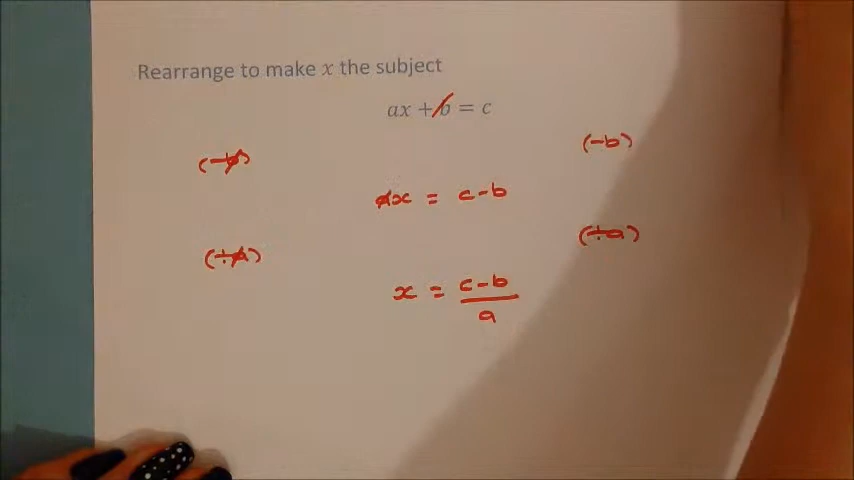 Rearrange to make x the subject
ax + b = c
(-b) (-b)
ax = c-b
(÷a) (÷a)
x = c-b
a